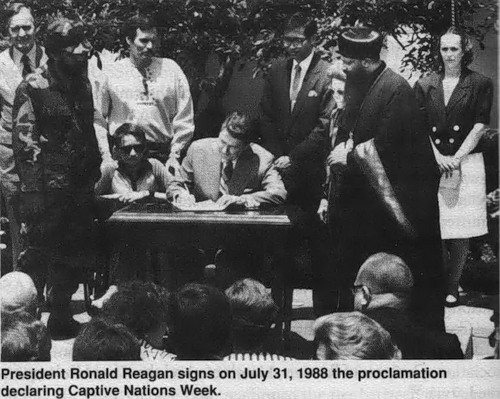 President Ronald Reagan signs on July 31, 1988 the proclamation
declaring Captive Nations Week.